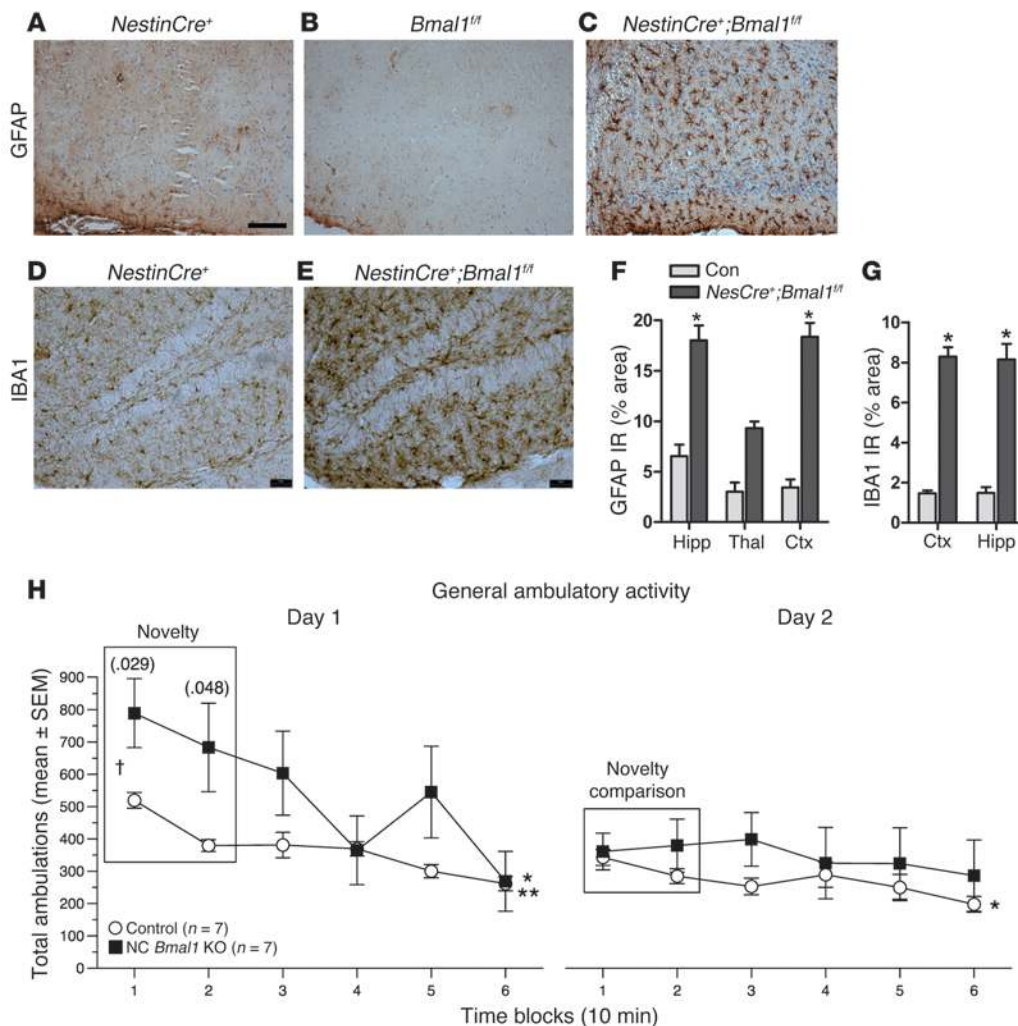 A NestinCre⁺
B Bmal1ᶠ/ᶠ
C NestinCre⁺;Bmal1ᶠ/ᶠ
GFAP
D NestinCre⁺
E NestinCre⁺;Bmal1ᶠ/ᶠ
IBA1
F
Con
NesCre⁺;Bmal1ᶠ/ᶠ
GFAP IR (% area)
20
15
10
5
0
* *
Hipp Thal Ctx
G
IBA1 IR (% area)
10
8
6
4
2
0
* *
Ctx Hipp
H
General ambulatory activity
Day 1 Day 2
Novelty
(.029)
(.048)
†
Novelty
comparison
Total ambulations (mean ± SEM)
900
800
700
600
500
400
300
200
100
0
*
**
*
Control (n = 7)
NC Bmal1 KO (n = 7)
1 2 3 4 5 6 1 2 3 4 5 6
Time blocks (10 min)